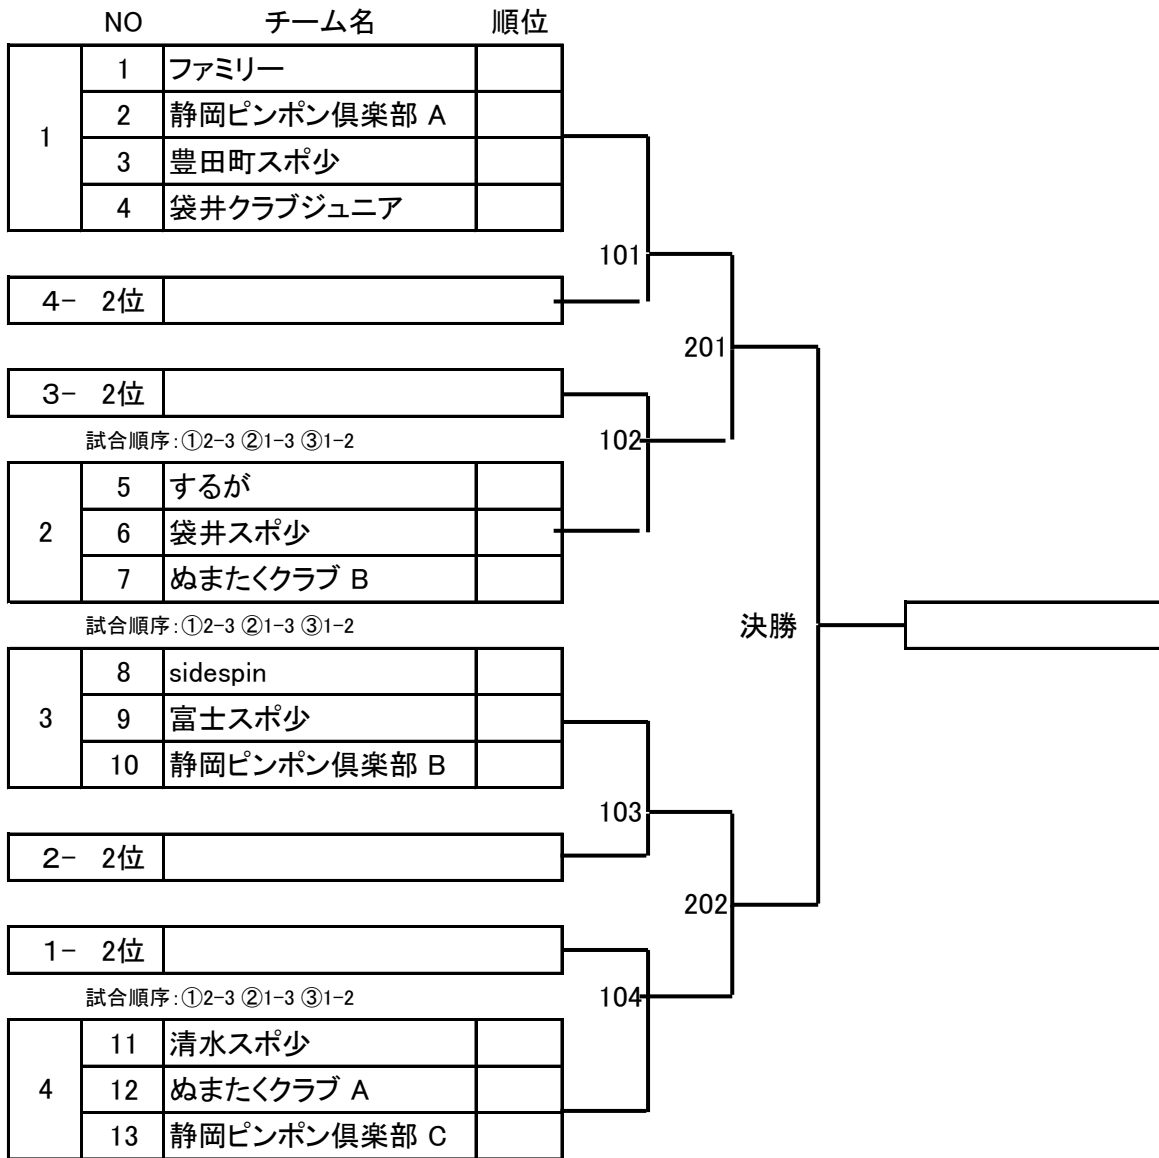 NO チーム名 順位
1 ファミリー
2 静岡ピンポン倶楽部 A
1
3 豊田町スポ少
4 袋井クラブジュニア
101
4- 2位
201
3- 2位
試合順序:①2-3 ②1-3 ③1-2
102
5 するが
2 6 袋井スポ少
7 ぬまたくクラブ B
試合順序:①2-3 ②1-3 ③1-2
決勝
8 sidespin
3 9 富士スポ少
10 静岡ピンポン倶楽部 B
103
2- 2位
202
1- 2位
試合順序:①2-3 ②1-3 ③1-2
104
11 清水スポ少
4 12 ぬまたくクラブ A
13 静岡ピンポン倶楽部 C